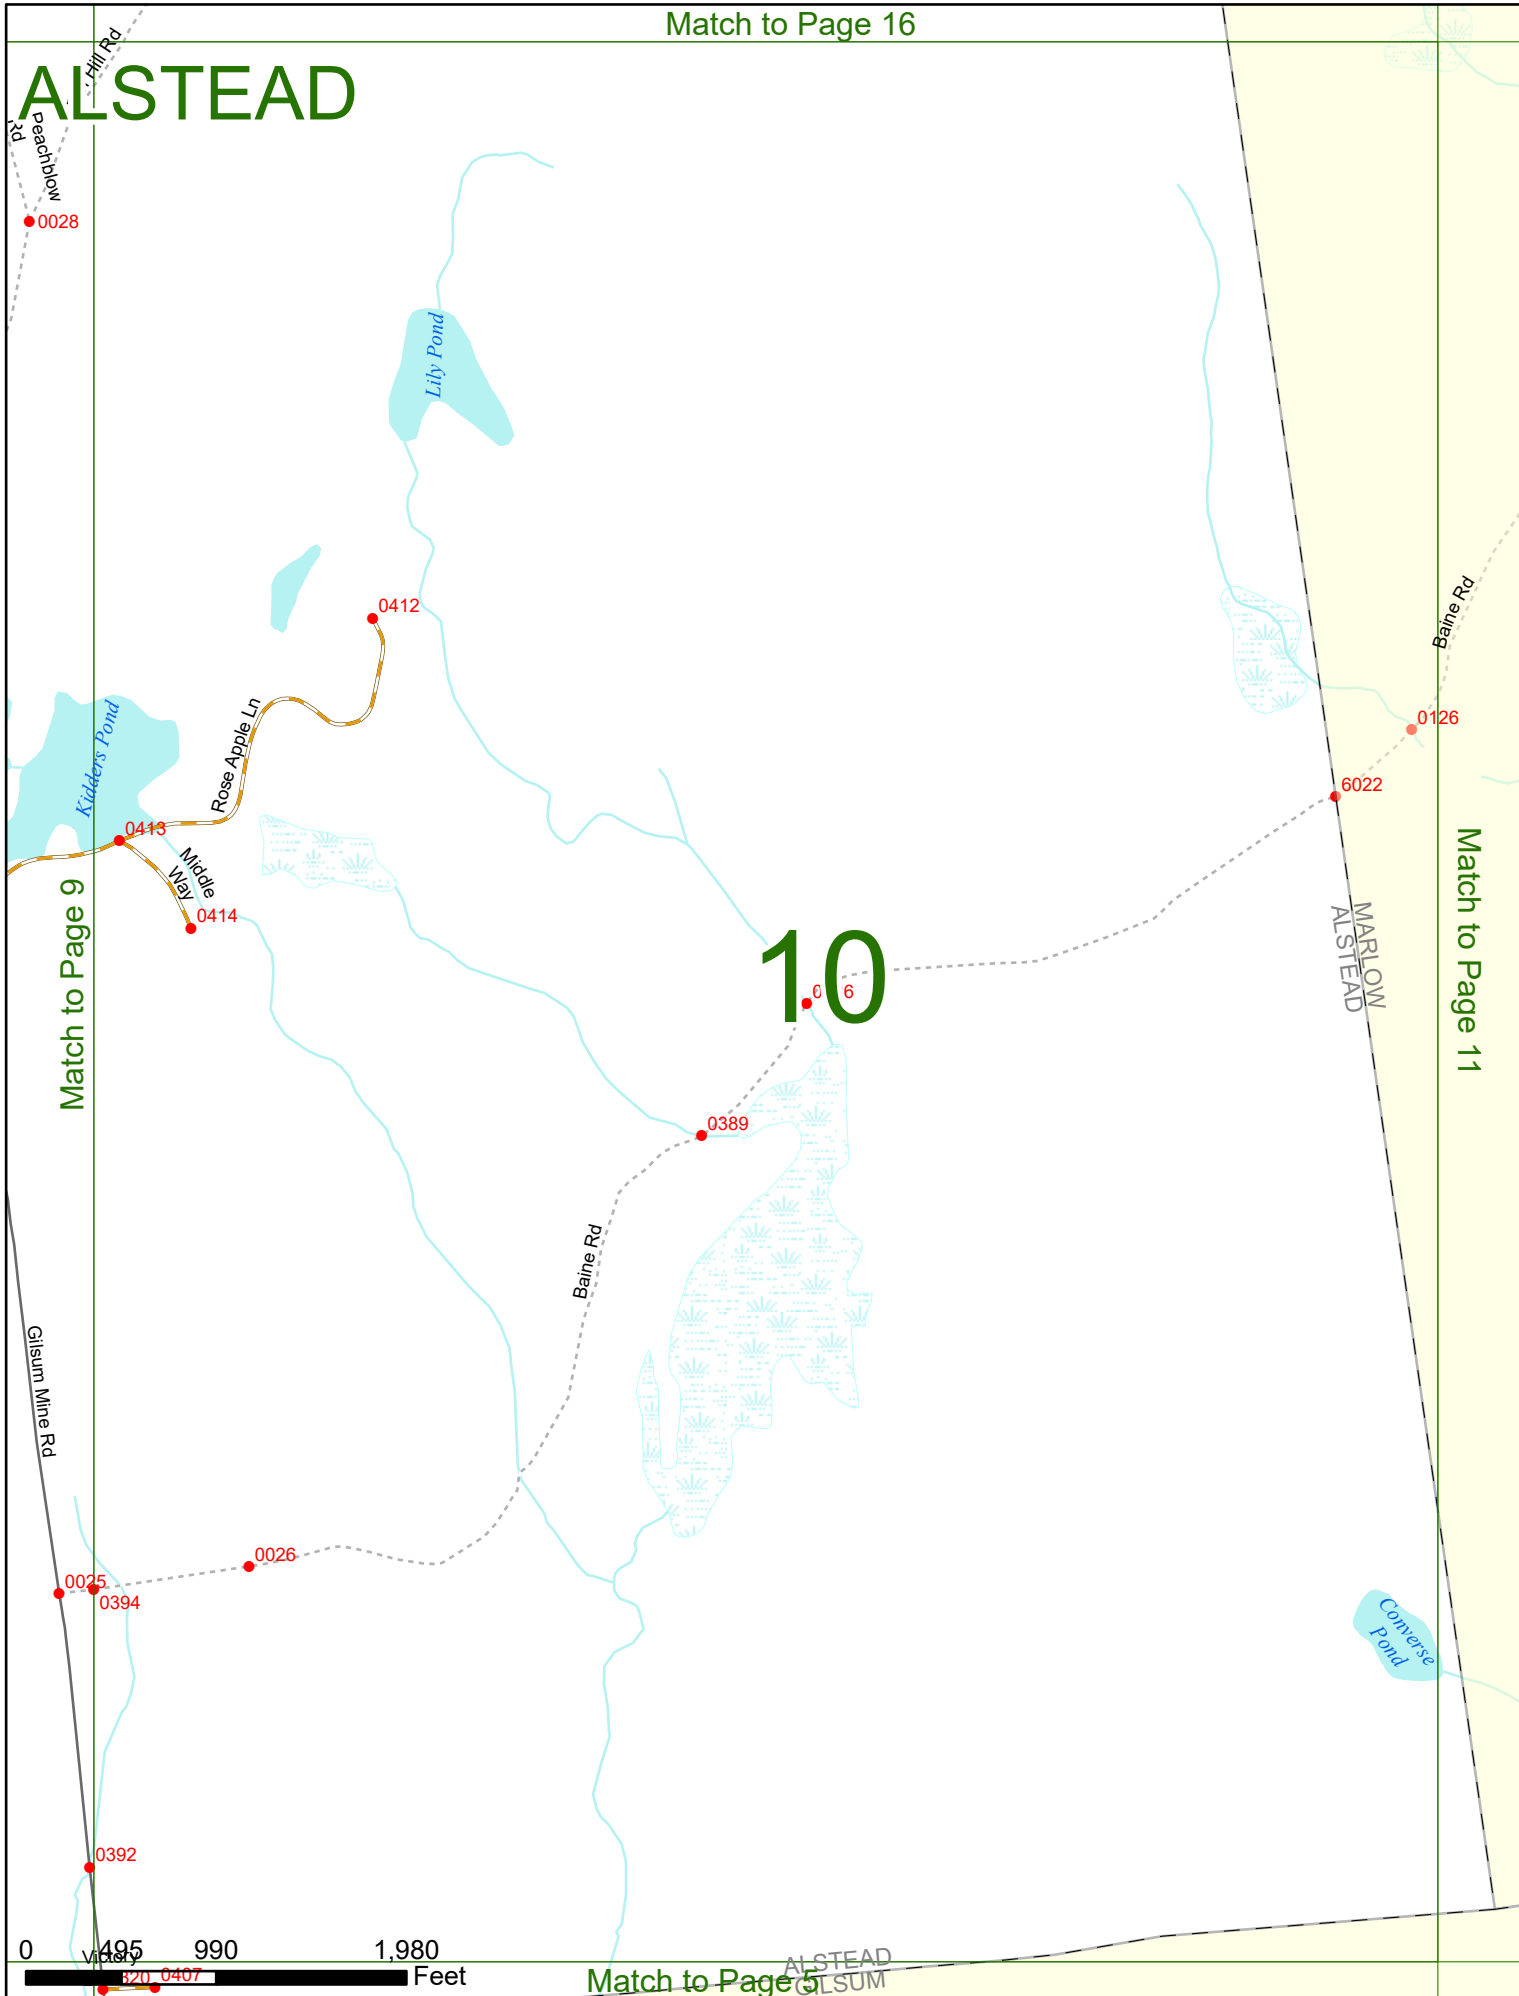 Match to Page 16
ALSTEAD
Hill Rd
Rd
Peachblow
0028
Lily Pond
0412
Baine Rd
Rose Apple Ln
Kidders Pond
0126
6022
0413
Middle
Way
0414
Match to Page 9
Match to Page 11
MARLOW
ALSTEAD
10
0389
Baine Rd
Gilsum Mine Rd
0026
0025
0394
Converse
Pond
0392
0 495 990 1,980
Feet
Victory
320
0407
Match to Page 5
ALSTEAD
GILSUM